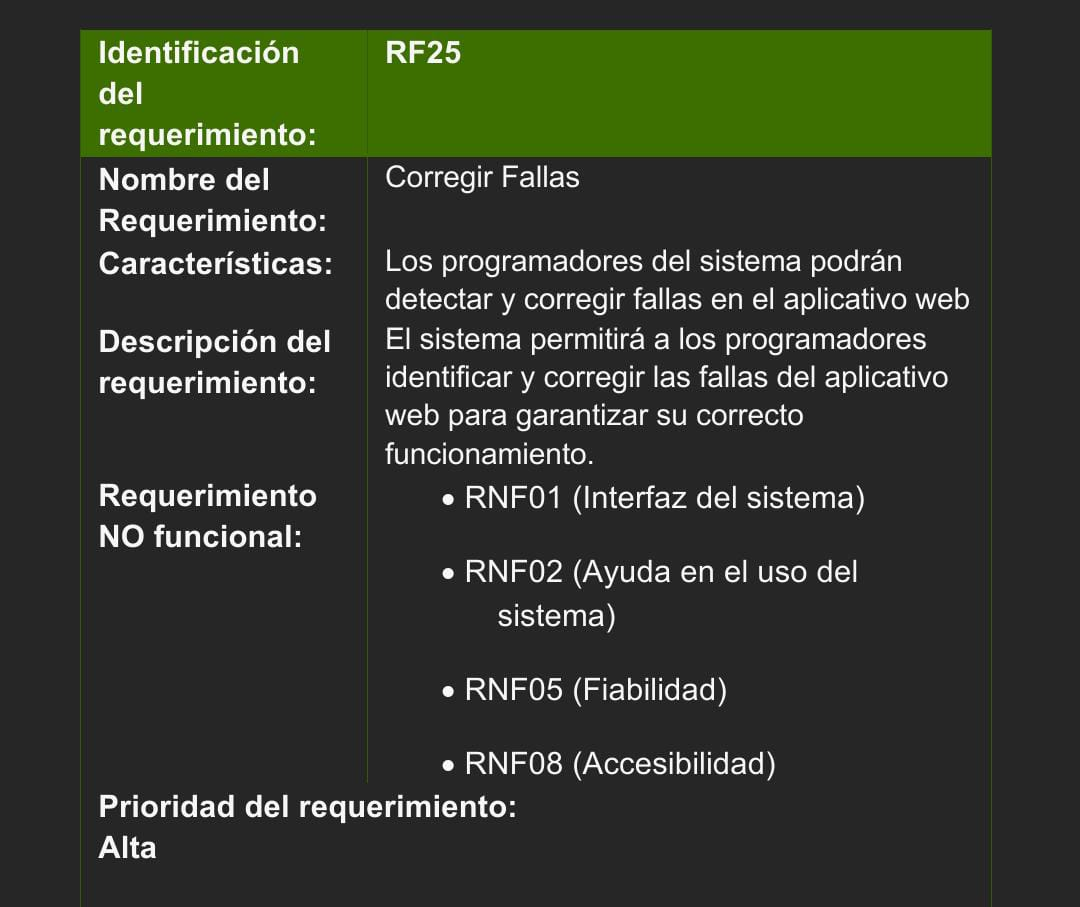 Identificación
del
requerimiento:
RF25
Nombre del
Requerimiento:
Corregir Fallas
Características:
Los programadores del sistema podrán
detectar y corregir fallas en el aplicativo web
Descripción del
requerimiento:
El sistema permitirá a los programadores
identificar y corregir las fallas del aplicativo
web para garantizar su correcto
funcionamiento.
Requerimiento
NO funcional:
• RNF01 (Interfaz del sistema)
• RNF02 (Ayuda en el uso del
sistema)
• RNF05 (Fiabilidad)
• RNF08 (Accesibilidad)
Prioridad del requerimiento:
Alta